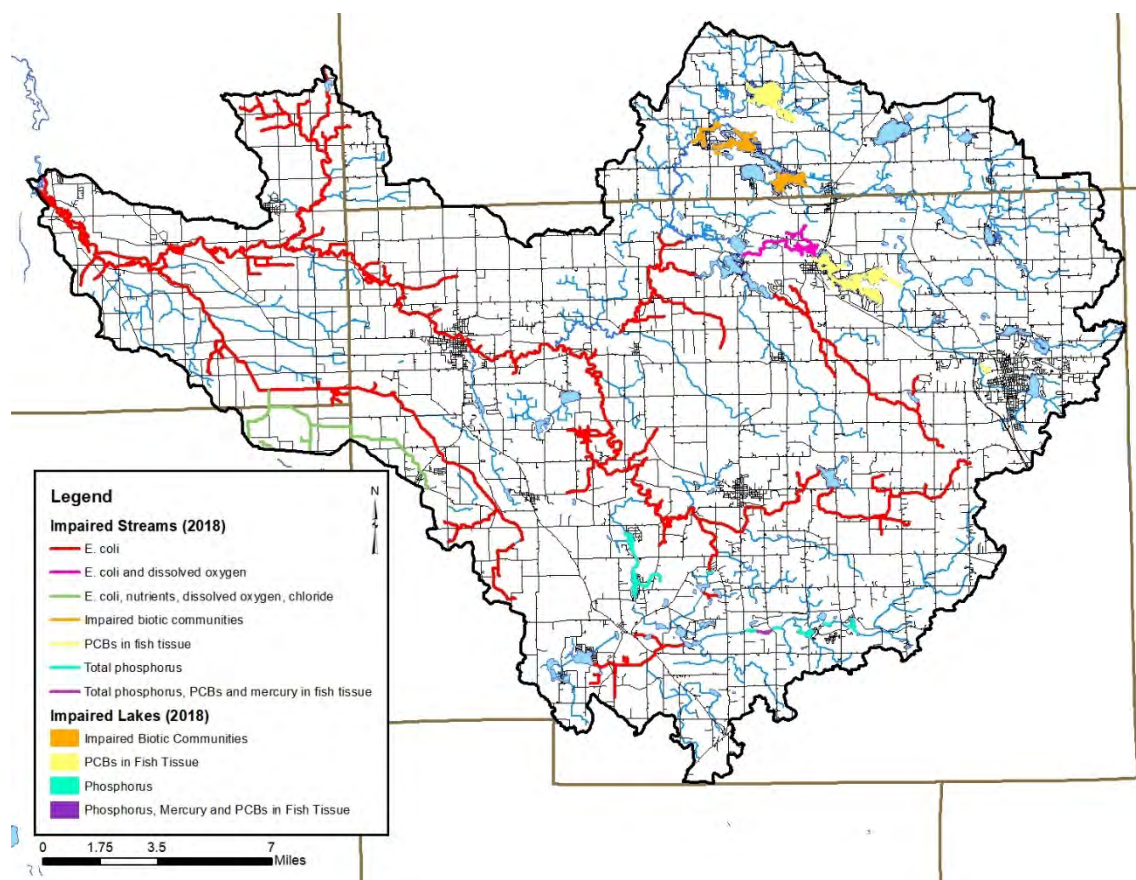 Legend
N
Impaired Streams (2018)
E. coli
E. coli and dissolved oxygen
E. coli, nutrients, dissolved oxygen, chloride
Impaired biotic communities
PCBs in fish tissue
Total phosphorus
Total phosphorus, PCBs and mercury in fish tissue
Impaired Lakes (2018)
Impaired Biotic Communities
PCBs in Fish Tissue
Phosphorus
Phosphorus, Mercury and PCBs in Fish Tissue
0 1.75 3.5 7
Miles